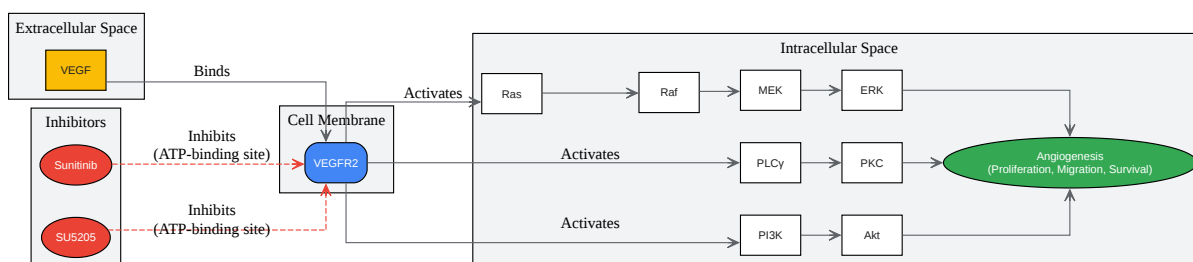 Extracellular Space
VEGF
Binds
Inhibitors
Sunitinib
Inhibits
(ATP-binding site)
SU5205
Inhibits
(ATP-binding site)
Cell Membrane
VEGFR2
Activates
Activates
Activates
Intracellular Space
Ras
Raf
MEK
ERK
PLCγ
PKC
PI3K
Akt
Angiogenesis
(Proliferation, Migration, Survival)